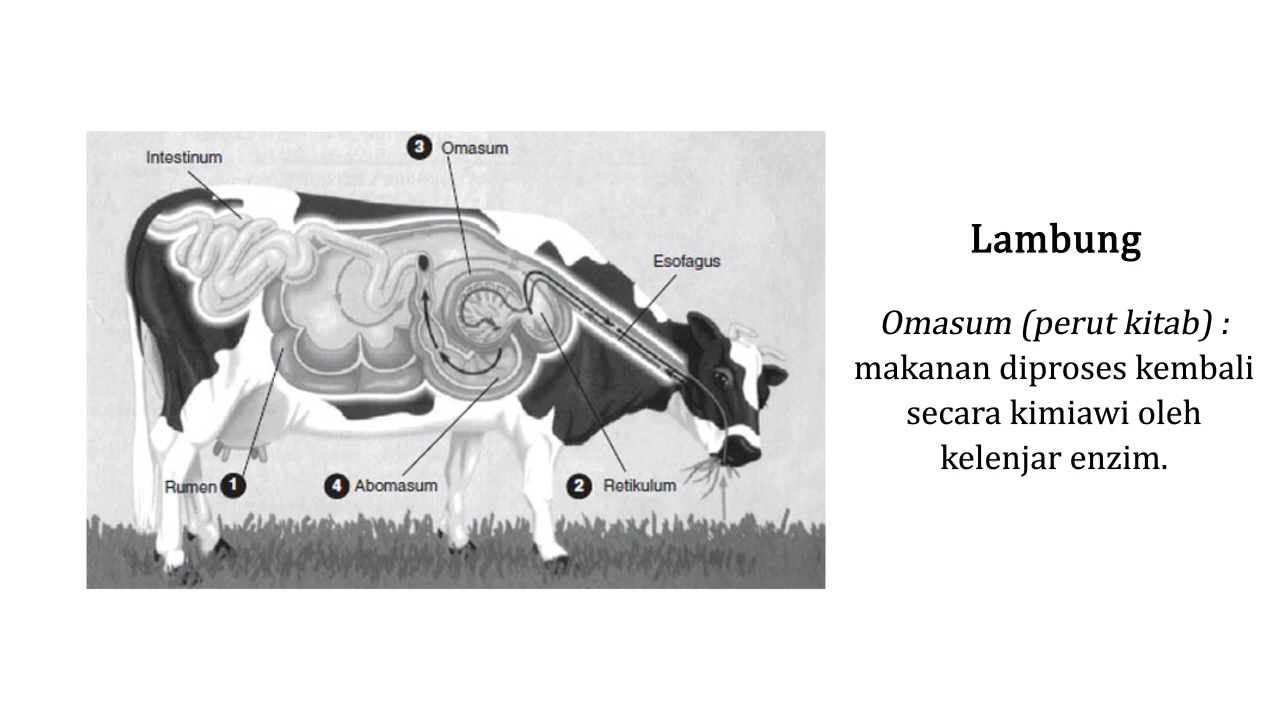 Intestinum
3 Omasum
Esofagus
Rumen 1
4 Abomasum
2 Retikulum
Lambung
Omasum (perut kitab) :
makanan diproses kembali
secara kimiawi oleh
kelenjar enzim.